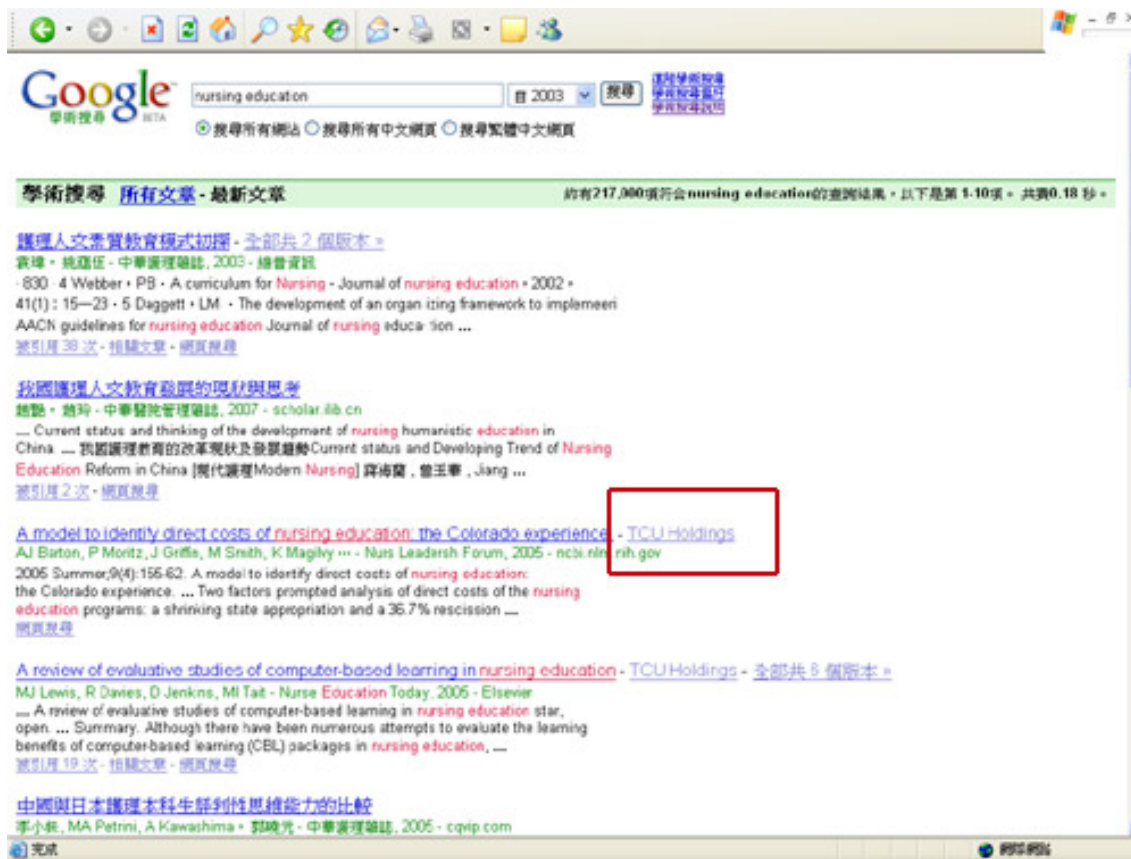 Google
學術搜尋 BETA
nursing education
自 2003
搜尋
進階學術搜尋
學術搜尋說明
搜尋所有網站 搜尋所有中文網頁 搜尋繁體中文網頁
學術搜尋 所有文章 - 最新文章 約有217,000項符合nursing education的查詢結果,以下是第 1-10項。 共費0.18 秒。
護理人文素質教育模式初探 - 全部共 2 個版本 »
- 中華護理雜誌, 2003 - 維普資訊
- 830 · 4 Webber · PB · A curriculum for Nursing - Journal of nursing education · 2002 ·
41(1) : 15—23 · 5 Daggett · LM · The development of an organ izing framework to implemeeri
AACN guidelines for nursing education Journal of nursing educa tion ...
被引用 38 次 - 相關文章 - 網頁搜尋
我國護理人文教育發展的現狀與思考
趙艷, 趙玲 - 中華醫院管理雜誌, 2007 - scholar.ilib.cn
... Current status and thinking of the development of nursing humanistic education in
China. ... 我國護理教育的改革現狀及發展趨勢Current status and Developing Trend of Nursing
Education Reform in China [現代護理Modern Nursing] 蔣海蘭 , 曾玉華 , Jiang ...
被引用 2 次 - 網頁搜尋
A model to identify direct costs of nursing education: the Colorado experience. - TCU Holdings
AJ Barton, P Moritz, J Griffin, M Smith, K Magilvy ... - Nurs Leadersh Forum, 2005 - ncbi.nlm.nih.gov
2005 Summer;9(4):155-62. A model to identify direct costs of nursing education:
the Colorado experience. ... Two factors prompted analysis of direct costs of the nursing
education programs: a shrinking state appropriation and a 36.7% rescission ....
網頁搜尋
A review of evaluative studies of computer-based learning in nursing education - TCU Holdings - 全部共 6 個版本 »
MJ Lewis, R Davies, D Jenkins, MI Tait - Nurse Education Today, 2005 - Elsevier
... A review of evaluative studies of computer-based learning in nursing education star,
open. ... Summary. Although there have been numerous attempts to evaluate the learning
benefits of computer-based learning (CBL) packages in nursing education, ....
被引用 19 次 - 相關文章 - 網頁搜尋
中國與日本護理本科生評判性思維能力的比較
李小妹, MA Petrini, A Kawashima, 郭曉光 - 中華護理雜誌, 2005 - cqvip.com
完成
網際網路